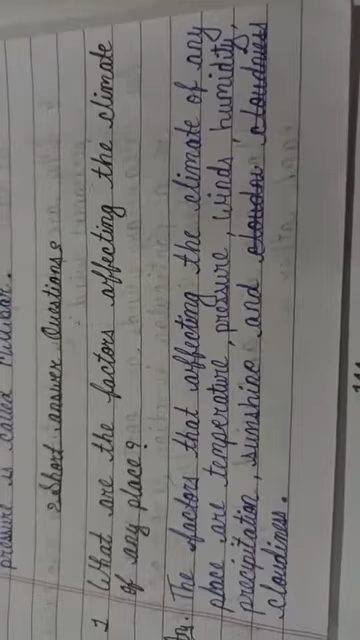 pressure is called Millibar.
Short answer Questions
1 What are the factors affecting the climate
of any place?
The factors that affecting the climate of any
place are temperature, pressure, winds humidity,
precipitation, sunshine and
cloudiness.